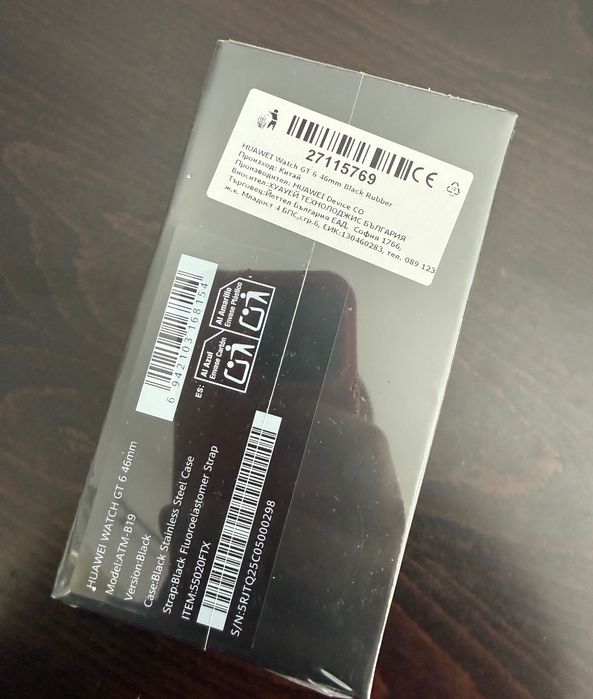 27115769
CE
HUAWEI Watch GT 6 46mm Black Rubber
Произход: Китай
Производител: HUAWEI Device CO
Вносител:ХУАУЕЙ ТЕХНОЛОДЖИС БЪЛГАРИЯ
Търговец:Йеттел България ЕАД, София 1766,
ж.к. Младост 4 БПС,сгр.6, ЕИК:130460283, тел. 089 123
6 942103 168154
ES:
Al Azul
Envase Cartón
Al Amarillo
Envase Plástico
HUAWEI WATCH GT 6 46mm
Model:ATM-B19
Version:Black
Case:Black Stainless Steel Case
Strap:Black Fluoroelastomer Strap
ITEM:55020FTX
S/N:5RJTQ25C05000298